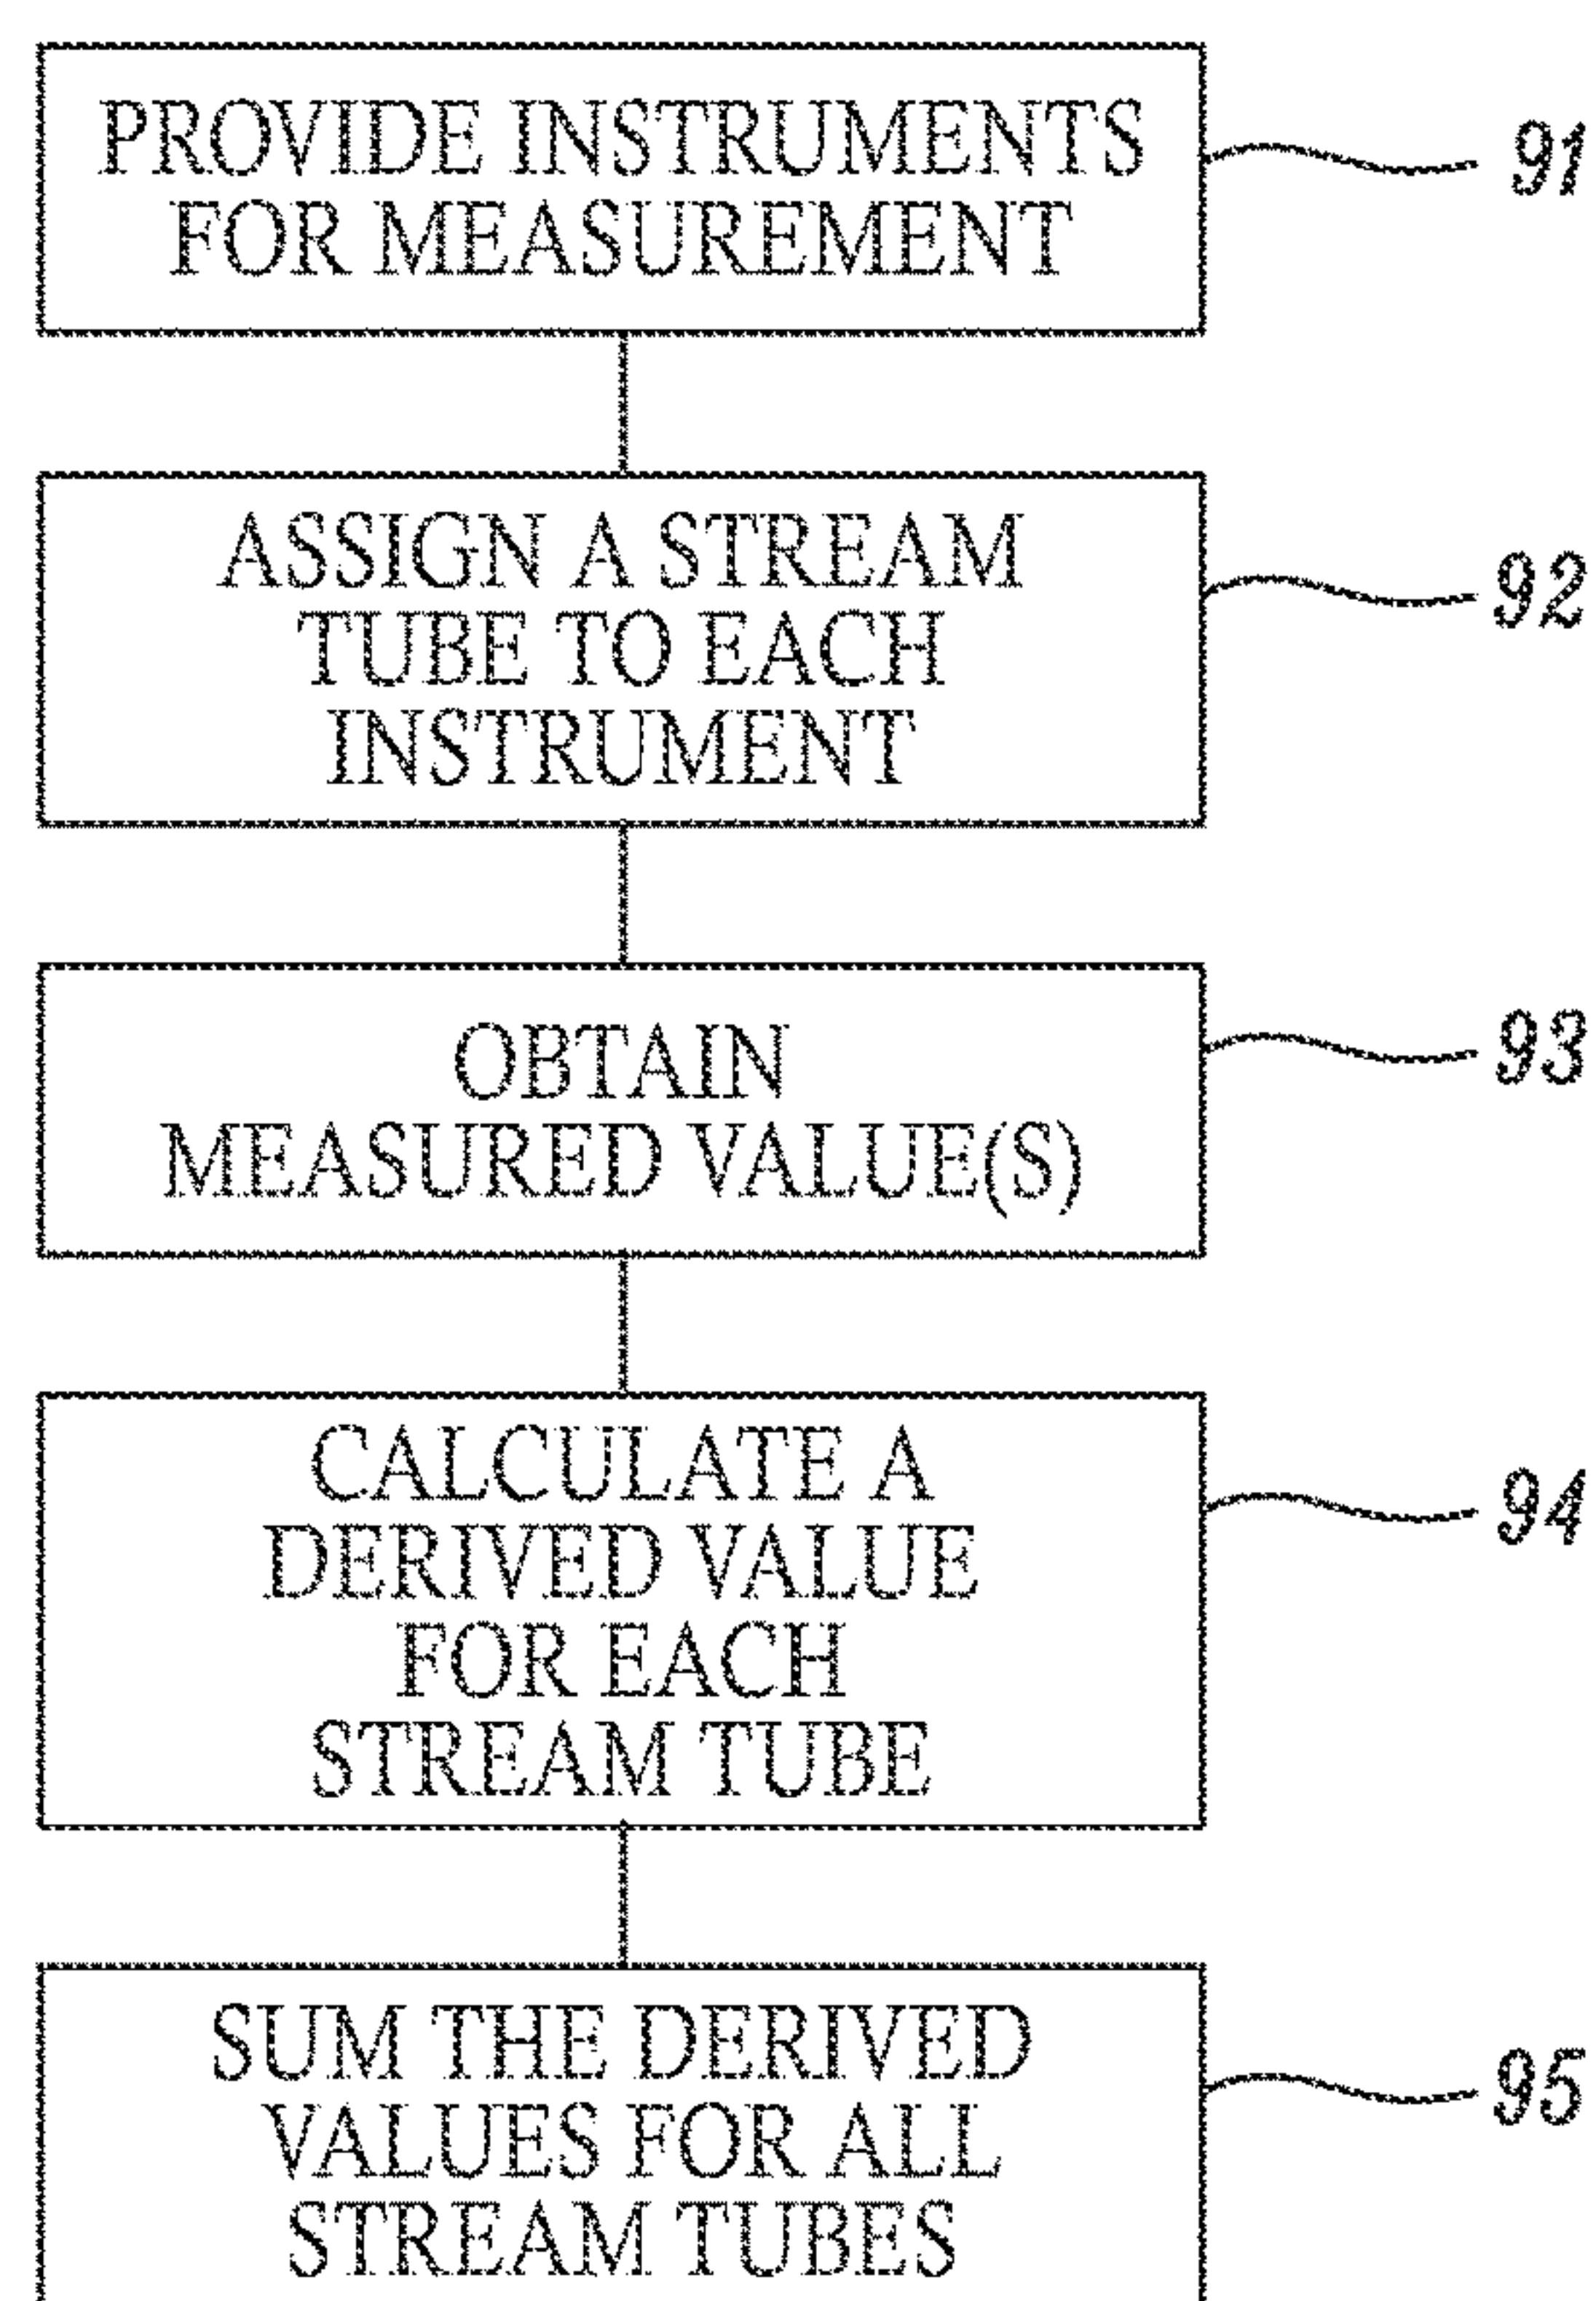 PROVIDE INSTRUMENTS
FOR MEASUREMENT
91
ASSIGN A STREAM
TUBE TO EACH
INSTRUMENT
92
OBTAIN
MEASURED VALUE(S)
93
CALCULATE A
DERIVED VALUE
FOR EACH
STREAM TUBE
94
SUM THE DERIVED
VALUES FOR ALL
STREAM TUBES
95